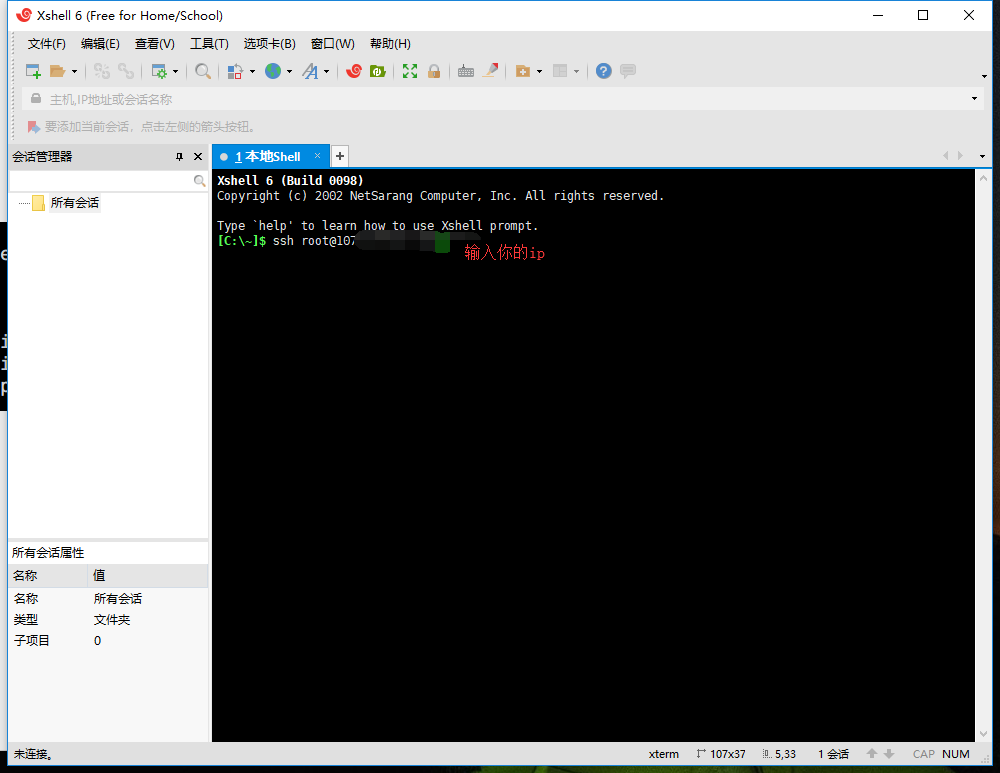 Xshell 6 (Free for Home/School)
文件(F) 编辑(E) 查看(V) 工具(T) 选项卡(B) 窗口(W) 帮助(H)
主机,IP地址或会话名称
要添加当前会话，点击左侧的箭头按钮。
会话管理器
1 本地Shell × +
所有会话
Xshell 6 (Build 0098)
Copyright (c) 2002 NetSarang Computer, Inc. All rights reserved.
Type `help' to learn how to use Xshell prompt.
[C:\~]$ ssh root@107
输入你的ip
所有会话属性
名称 值
名称 所有会话
类型 文件夹
子项目 0
未连接。 xterm 107x37 5,33 1 会话 CAP NUM